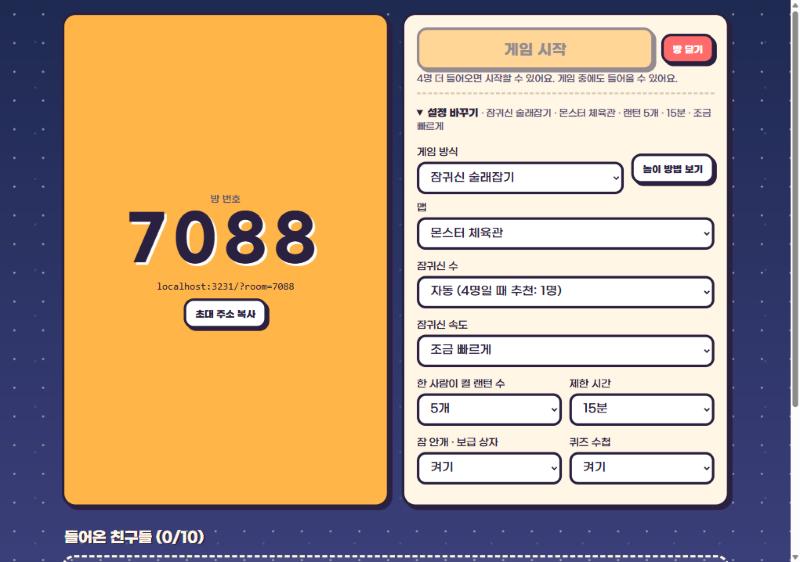 방 번호
7088
localhost:3231/?room=7088
초대 주소 복사
게임 시작
방 닫기
4명 더 들어오면 시작할 수 있어요. 게임 중에도 들어올 수 있어요.
▼ 설정 바꾸기 · 잠귀신 술래잡기 · 몬스터 체육관 · 랜턴 5개 · 15분 · 조금
빠르게
게임 방식
잠귀신 술래잡기
놀이 방법 보기
맵
몬스터 체육관
잠귀신 수
자동 (4명일 때 추천: 1명)
잠귀신 속도
조금 빠르게
한 사람이 켤 랜턴 수
제한 시간
5개
15분
잠 안개 · 보급 상자
퀴즈 수첩
켜기
켜기
들어온 친구들 (0/10)